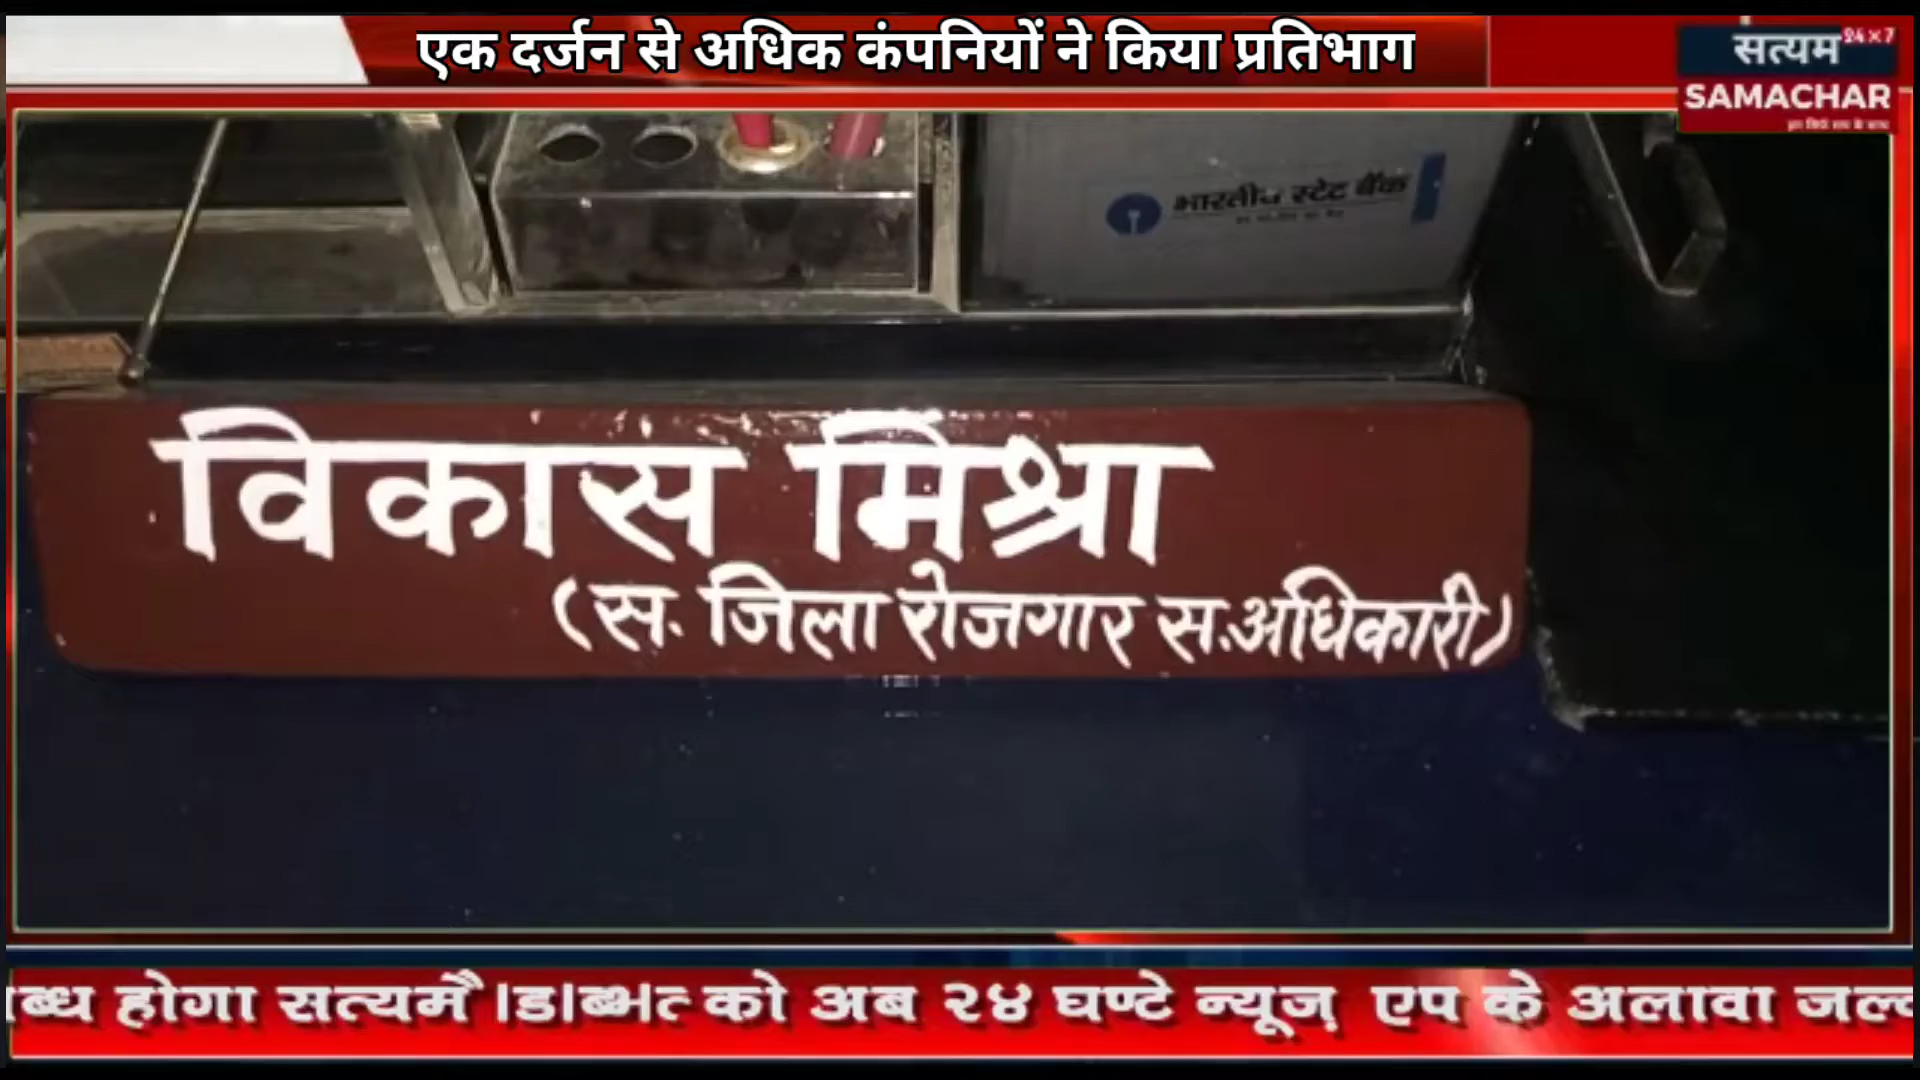 एक दर्जन से अधिक कंपनियों ने किया प्रतिभाग
सत्यम 24×7
SAMACHAR
भारतीय स्टेट बैंक
विकास मिश्रा
(स. जिला रोजगार स.अधिकारी)
ब्ध होगा सत्यमै को अब २४ घण्टे न्यूज़ एप के अलावा जल्द